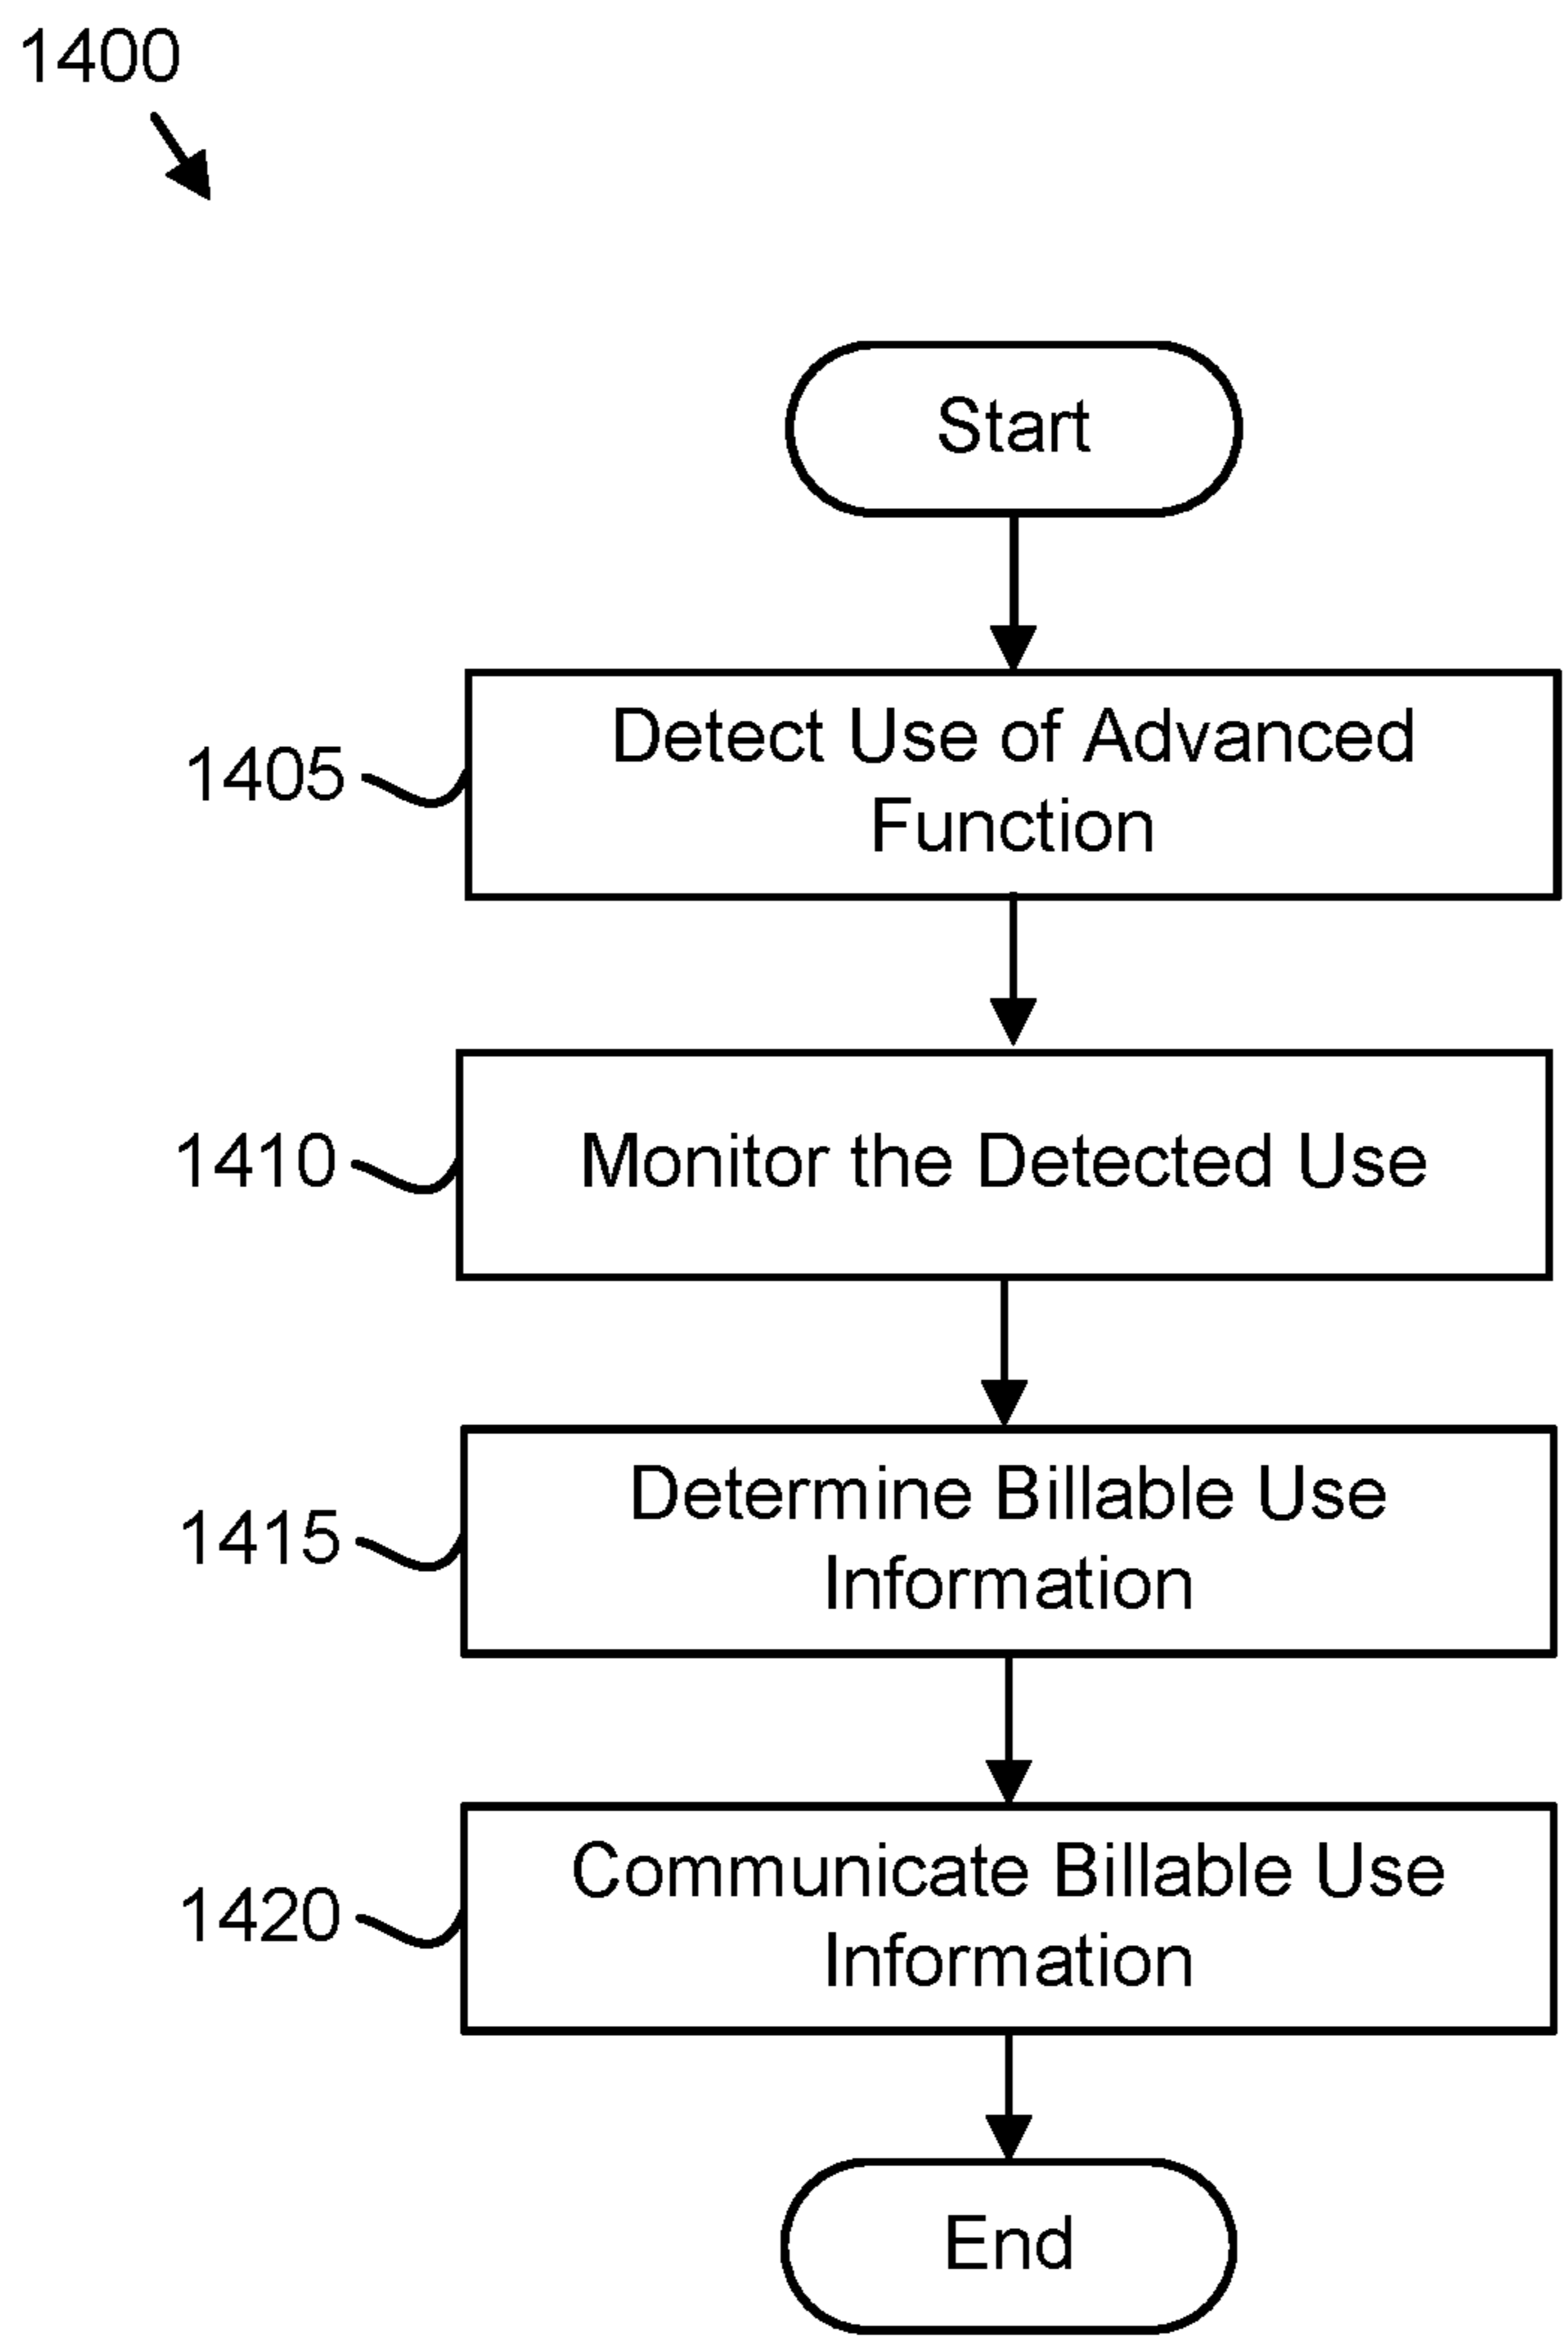 1400
Start
1405
Detect Use of Advanced
Function
1410
Monitor the Detected Use
1415
Determine Billable Use
Information
1420
Communicate Billable Use
Information
End